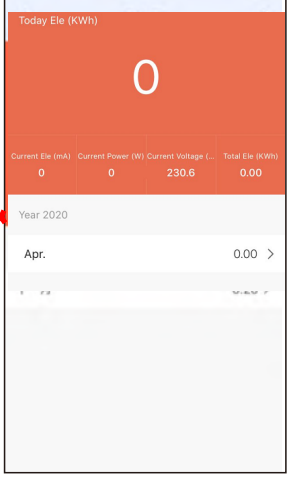 Today Ele (KWh)
0
Current Ele (mA) Current Power (W) Current Voltage (... Total Ele (KWh)
0 0 230.6 0.00
Year 2020
Apr. 0.00 >